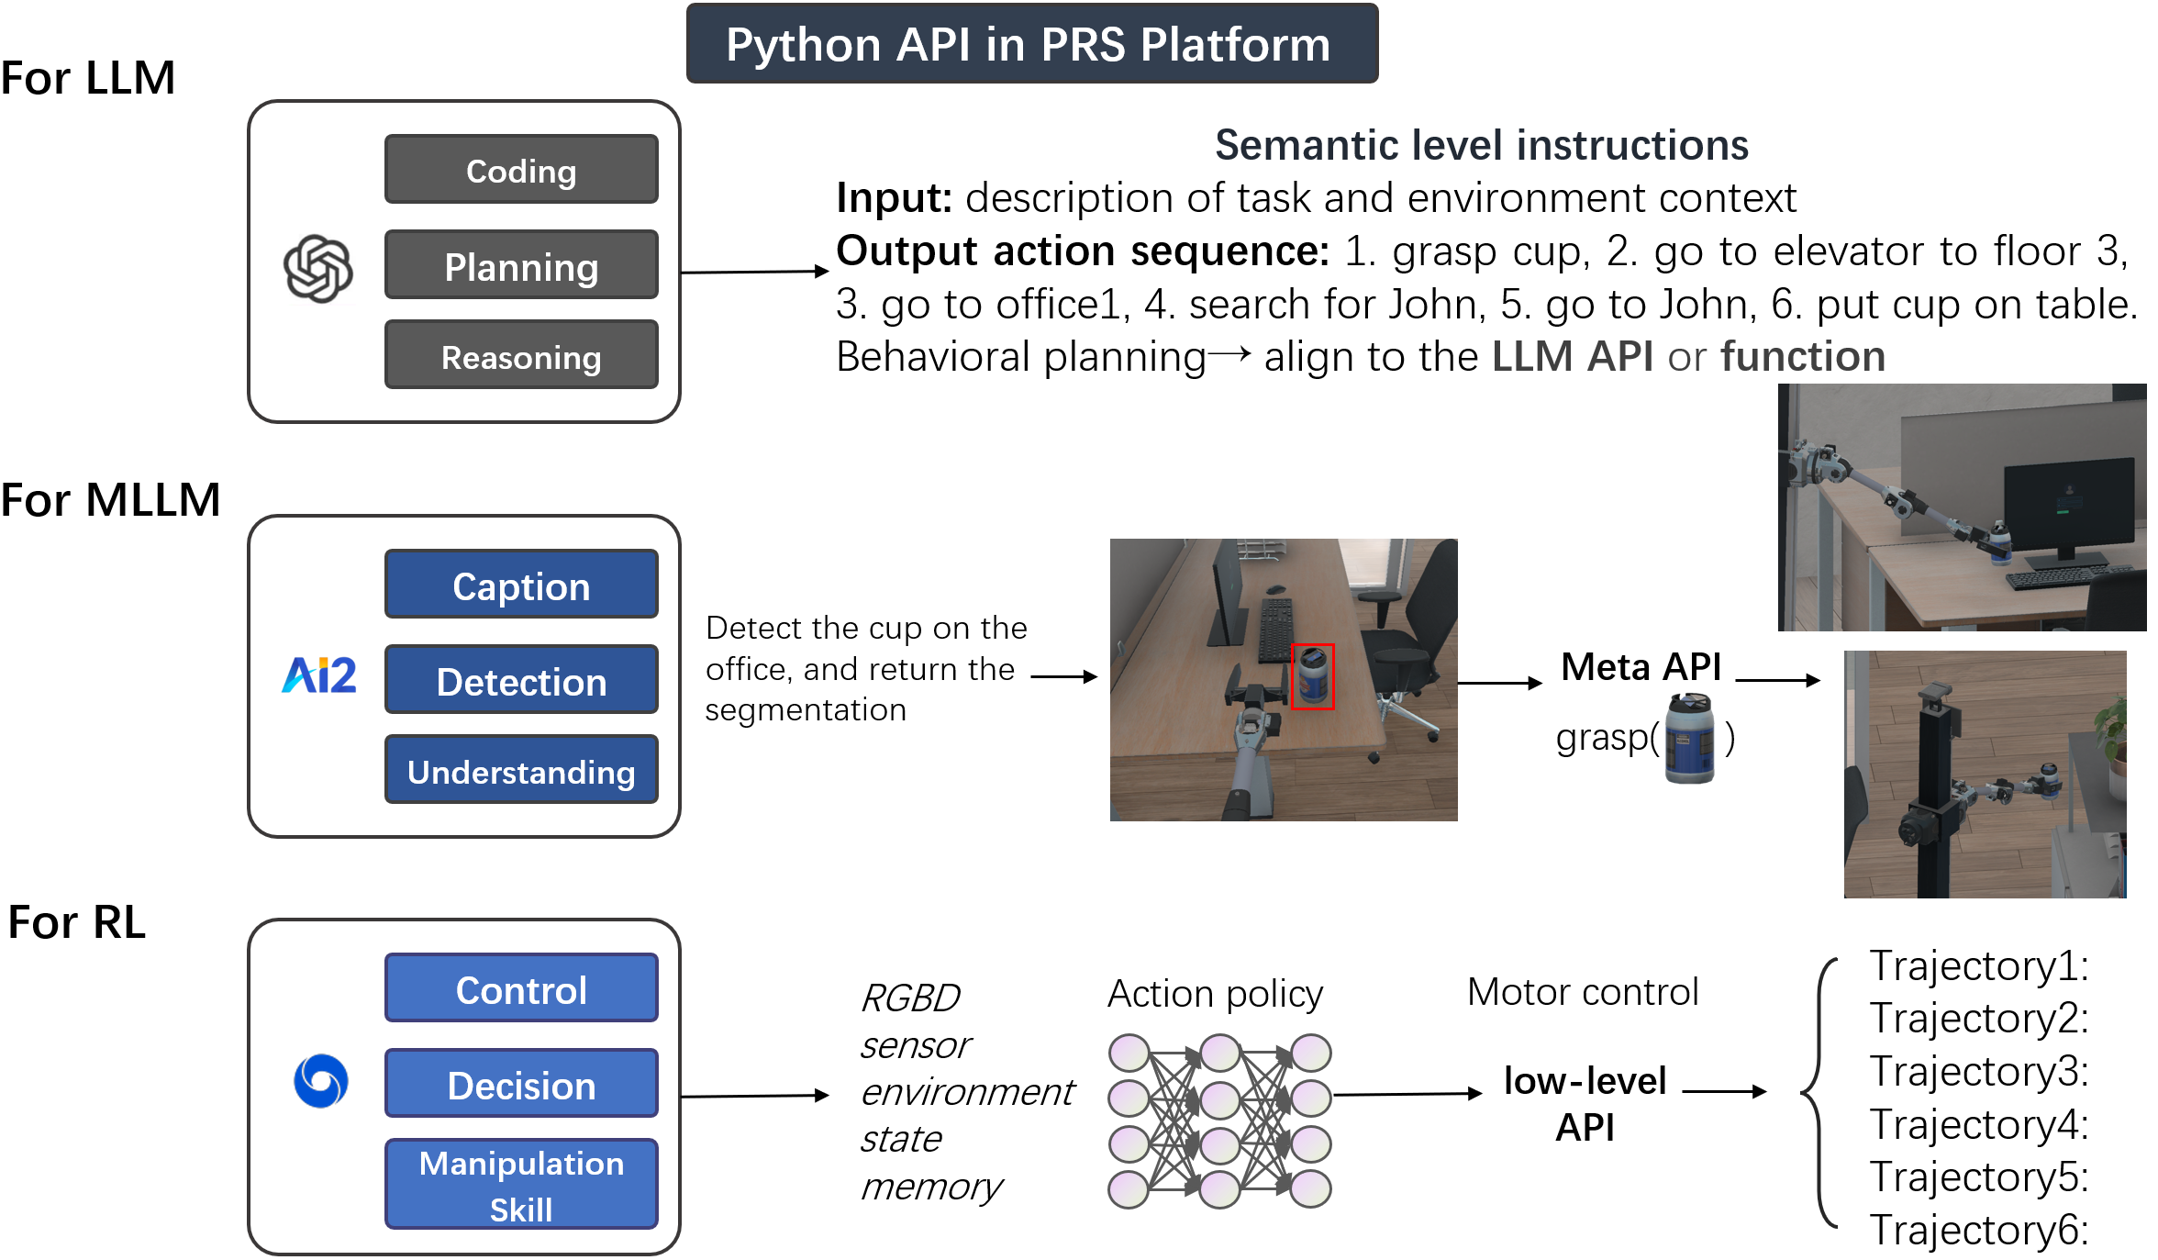 Python API in PRS Platform
For LLM
Coding
Planning
Reasoning
Semantic level instructions
Input: description of task and environment context
Output action sequence: 1. grasp cup, 2. go to elevator to floor 3,
3. go to office1, 4. search for John, 5. go to John, 6. put cup on table.
Behavioral planning→ align to the LLM API or function
For MLLM
AI2
Caption
Detection
Understanding
Detect the cup on the
office, and return the
segmentation
Meta API
grasp( )
For RL
Control
Decision
Manipulation
Skill
RGBD
sensor
environment
state
memory
Action policy
Motor control
low-level
API
Trajectory1:
Trajectory2:
Trajectory3:
Trajectory4:
Trajectory5:
Trajectory6: